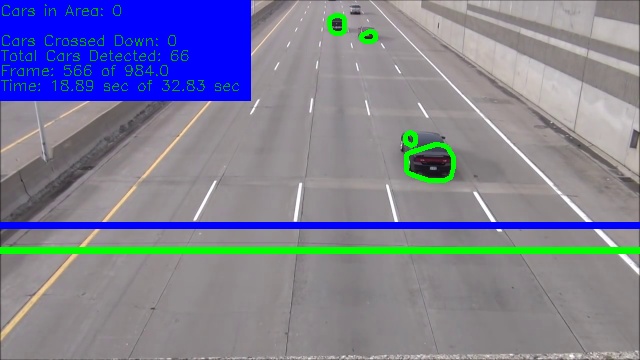 Cars in Area: 0
Cars Crossed Down: 0
Total Cars Detected: 66
Frame: 566 of 984.0
Time: 18.89 sec of 32.83 sec